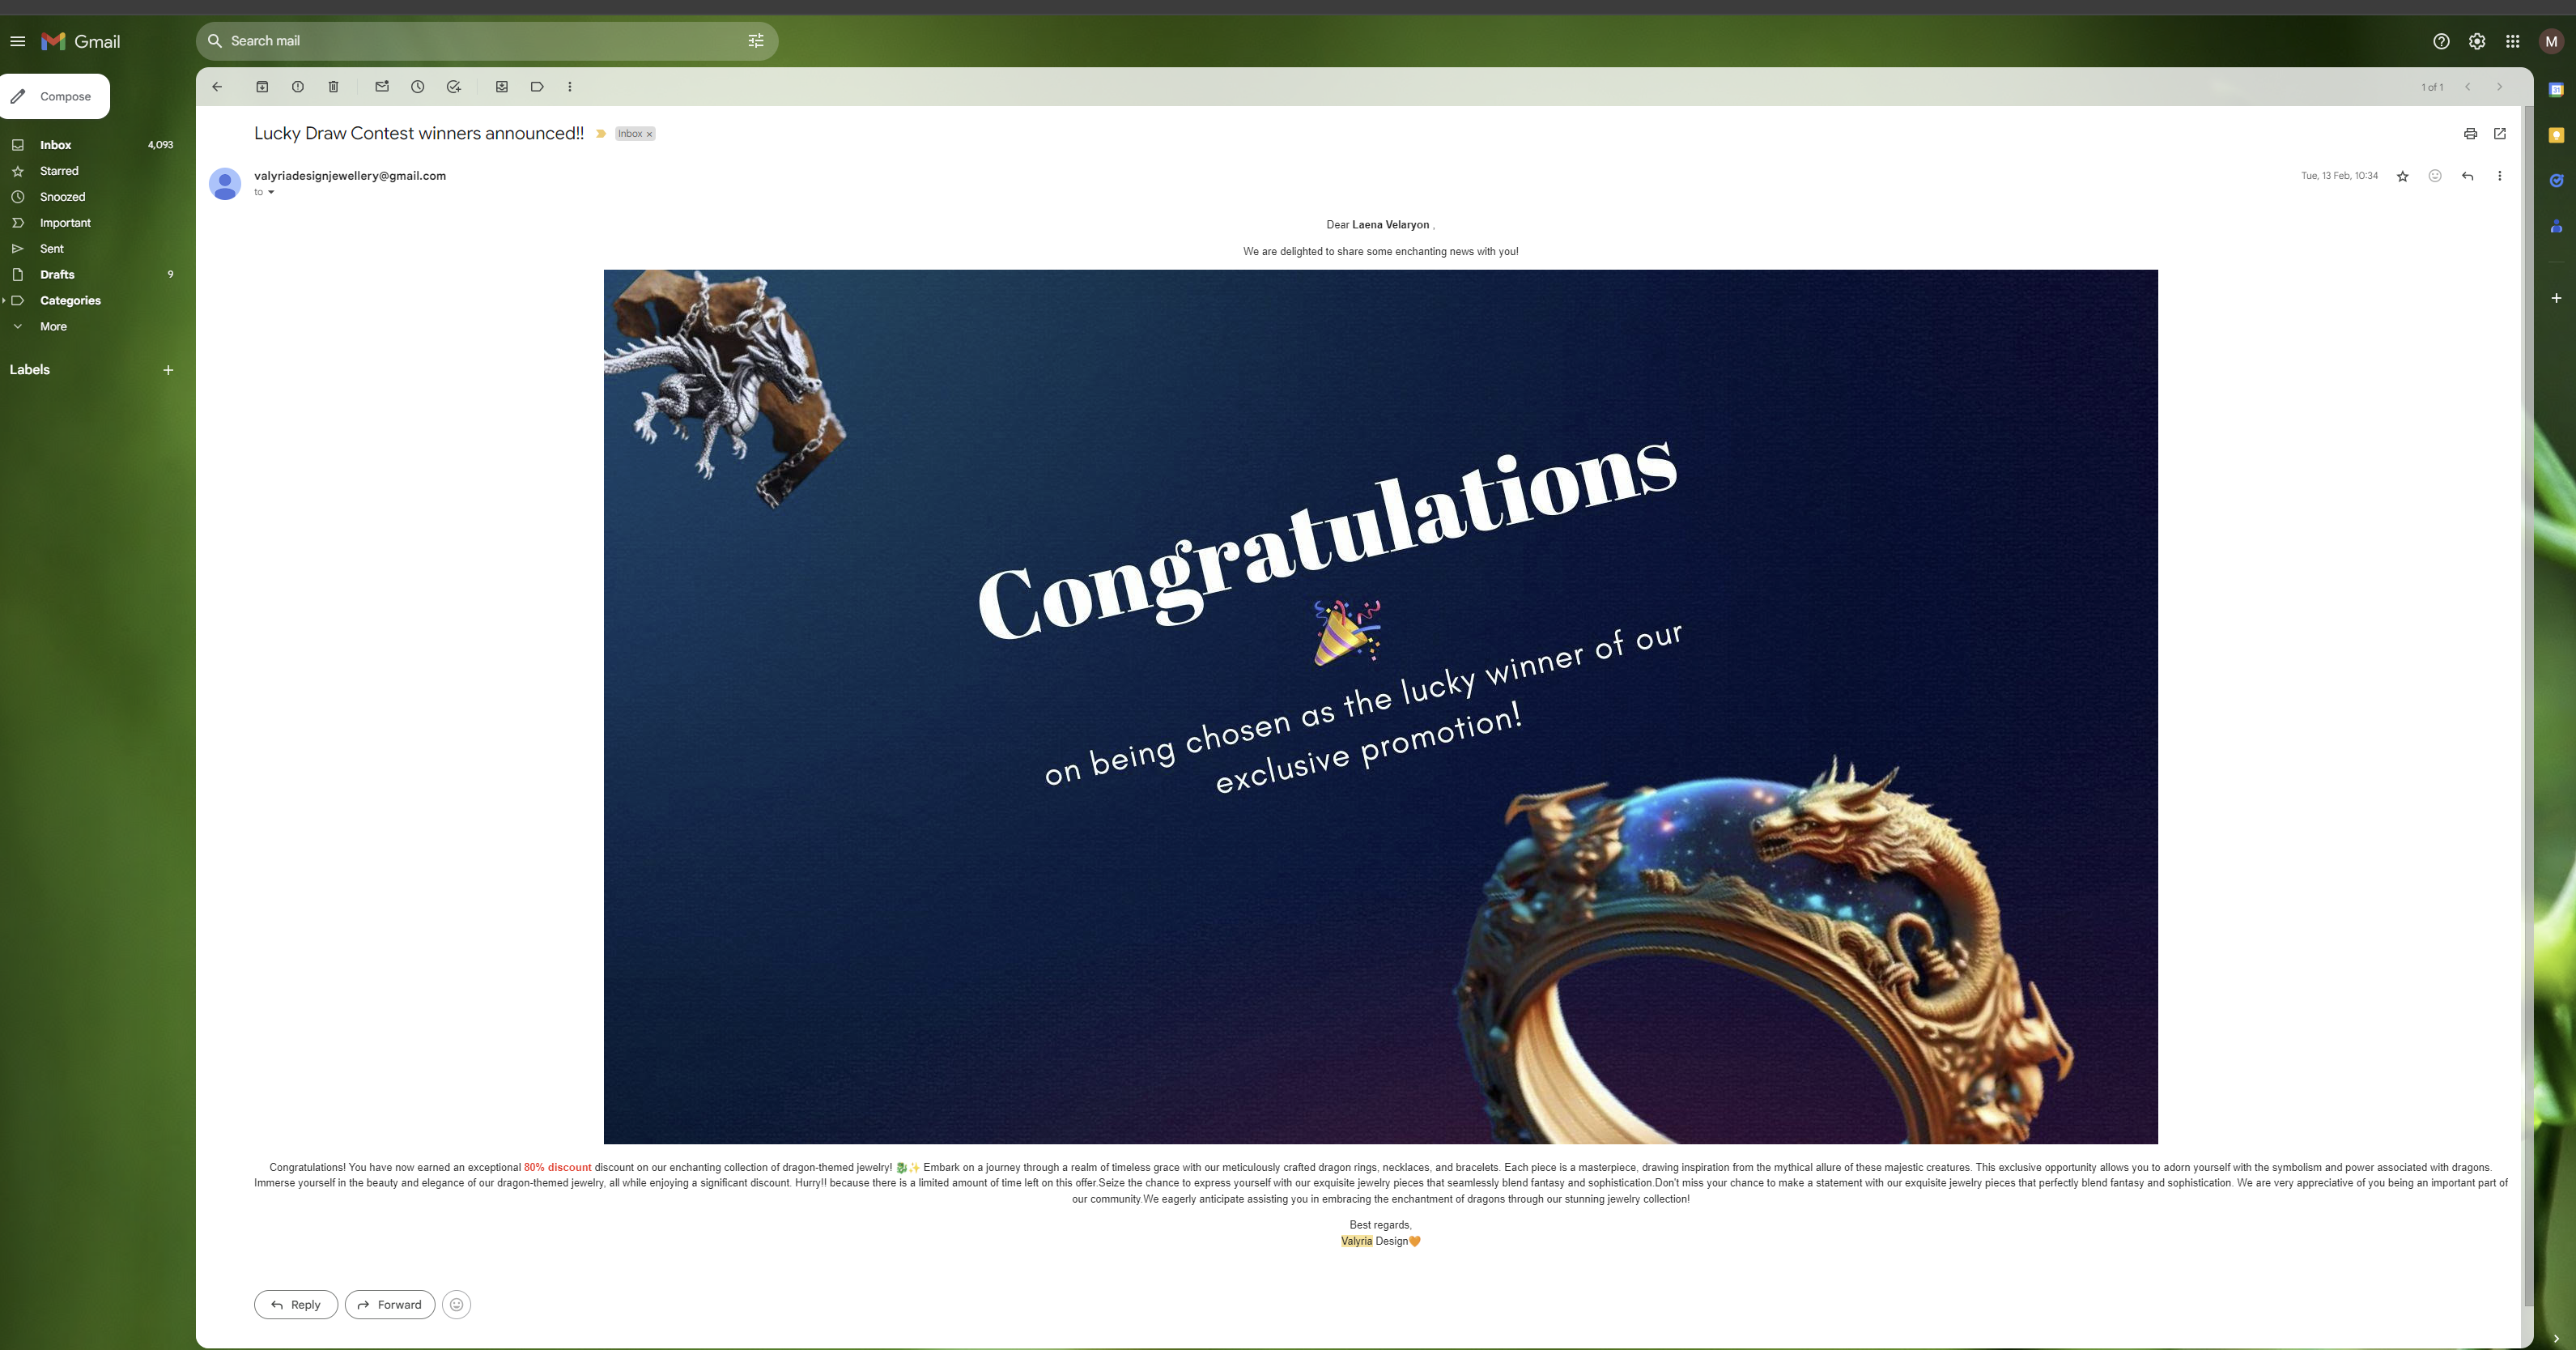 Gmail
Search mail
M
Compose
1 of 1
Inbox 4,093
Starred
Snoozed
Important
Sent
Drafts 9
Categories
More
Labels
Lucky Draw Contest winners announced!! Inbox
valyriadesignjewellery@gmail.com
to
Tue, 13 Feb, 10:34
Dear Laena Velaryon ,
We are delighted to share some enchanting news with you!
Congratulations
on being chosen as the lucky winner of our
exclusive promotion!
Congratulations! You have now earned an exceptional 80% discount discount on our enchanting collection of dragon-themed jewelry! 🐉✨ Embark on a journey through a realm of timeless grace with our meticulously crafted dragon rings, necklaces, and bracelets. Each piece is a masterpiece, drawing inspiration from the mythical allure of these majestic creatures. This exclusive opportunity allows you to adorn yourself with the symbolism and power associated with dragons.
Immerse yourself in the beauty and elegance of our dragon-themed jewelry, all while enjoying a significant discount. Hurry!! because there is a limited amount of time left on this offer.Seize the chance to express yourself with our exquisite jewelry pieces that seamlessly blend fantasy and sophistication.Don't miss your chance to make a statement with our exquisite jewelry pieces that perfectly blend fantasy and sophistication. We are very appreciative of you being an important part of
our community.We eagerly anticipate assisting you in embracing the enchantment of dragons through our stunning jewelry collection!
Best regards,
Valyria Design🧡
Reply Forward
31